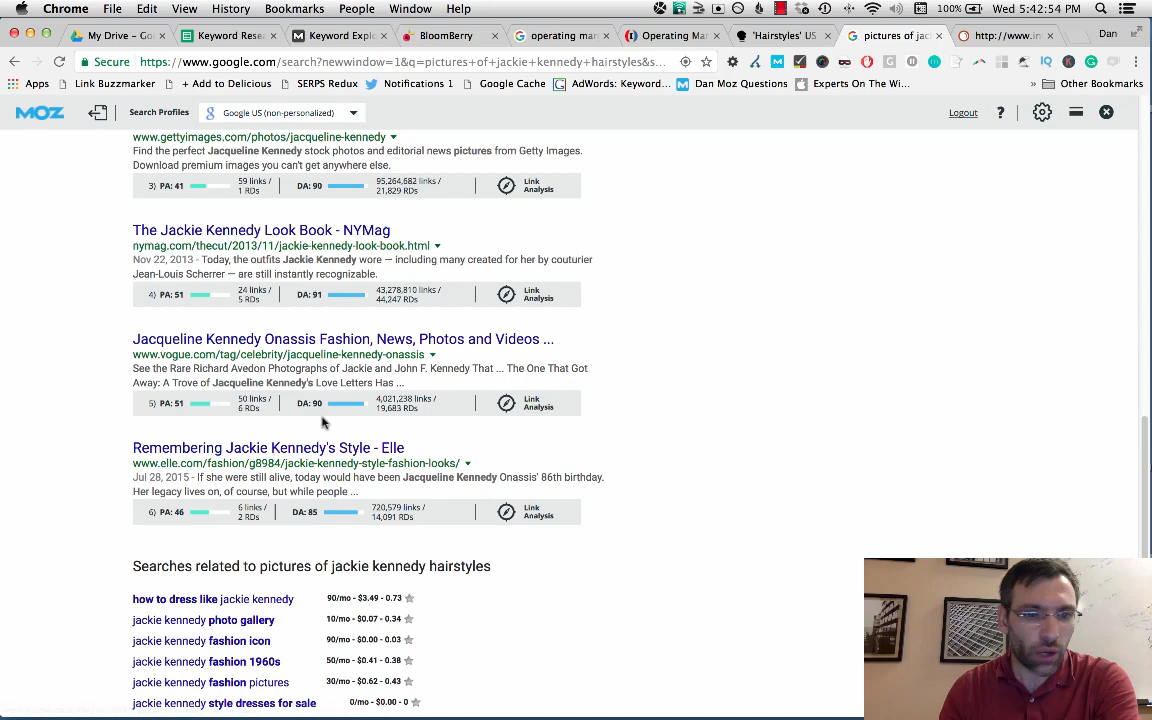 Chrome File Edit View History Bookmarks People Window Help 100% Wed 5:42:54 PM
My Drive - Go Keyword Resea Keyword Explo BloomBerry operating mar Operating Mar 'Hairstyles' US pictures of jac http://www.in Dan
Secure https://www.google.com/search?newwindow=1&q=pictures+of+jackie+kennedy+hairstyles&s...
Apps Link Buzzmarker + Add to Delicious SERPS Redux Notifications 1 Google Cache AdWords: Keyword... Dan Moz Questions Experts On The Wi... » Other Bookmarks
MOZ Search Profiles Google US (non-personalized) Logout ?
www.gettyimages.com/photos/jacqueline-kennedy
Find the perfect Jacqueline Kennedy stock photos and editorial news pictures from Getty Images.
Download premium images you can't get anywhere else.
3) PA: 41 59 links / 1 RDs DA: 90 95,264,682 links / 21,829 RDs Link Analysis
The Jackie Kennedy Look Book - NYMag
nymag.com/thecut/2013/11/jackie-kennedy-look-book.html
Nov 22, 2013 - Today, the outfits Jackie Kennedy wore — including many created for her by couturier
Jean-Louis Scherrer — are still instantly recognizable.
4) PA: 51 24 links / 5 RDs DA: 91 43,278,810 links / 44,247 RDs Link Analysis
Jacqueline Kennedy Onassis Fashion, News, Photos and Videos ...
www.vogue.com/tag/celebrity/jacqueline-kennedy-onassis
See the Rare Richard Avedon Photographs of Jackie and John F. Kennedy That ... The One That Got
Away: A Trove of Jacqueline Kennedy's Love Letters Has ...
5) PA: 51 50 links / 6 RDs DA: 90 4,021,238 links / 19,683 RDs Link Analysis
Remembering Jackie Kennedy's Style - Elle
www.elle.com/fashion/g8984/jackie-kennedy-style-fashion-looks/
Jul 28, 2015 - If she were still alive, today would have been Jacqueline Kennedy Onassis' 86th birthday.
Her legacy lives on, of course, but while people ...
6) PA: 46 6 links / 2 RDs DA: 85 720,579 links / 14,091 RDs Link Analysis
Searches related to pictures of jackie kennedy hairstyles
how to dress like jackie kennedy 90/mo - $3.49 - 0.73
jackie kennedy photo gallery 10/mo - $0.07 - 0.34
jackie kennedy fashion icon 90/mo - $0.00 - 0.03
jackie kennedy fashion 1960s 50/mo - $0.41 - 0.38
jackie kennedy fashion pictures 30/mo - $0.62 - 0.43
jackie kennedy style dresses for sale 0/mo - $0.00 - 0